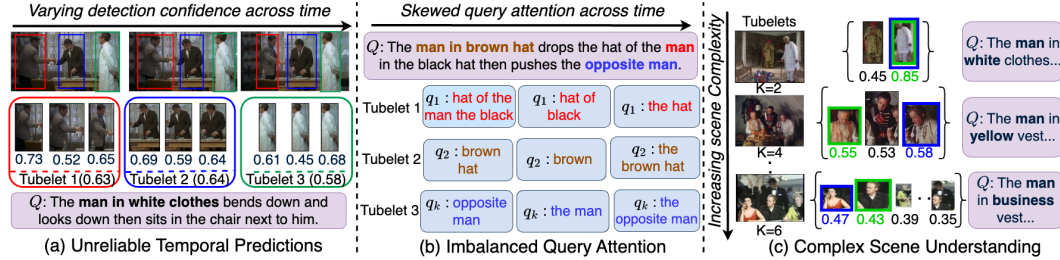 Varying detection confidence across time
0.73 0.52 0.65
Tubelet 1(0.63)
0.69 0.59 0.64
Tubelet 2 (0.64)
0.61 0.45 0.68
Tubelet 3 (0.58)
Q: The man in white clothes bends down and
looks down then sits in the chair next to him.
(a) Unreliable Temporal Predictions
Skewed query attention across time
Q: The man in brown hat drops the hat of the man
in the black hat then pushes the opposite man.
Tubelet 1
q1 : hat of the
man the black
q1 : hat of
black
q1 : the hat
Tubelet 2
q2 : brown
hat
q2 : brown
q2 : the
brown hat
Tubelet 3
qk : opposite
man
qk : the man
qk : the
opposite man
(b) Imbalanced Query Attention
Increasing scene Complexity
Tubelets
K=2
0.45 0.85
Q: The man in
white clothes...
K=4
0.55 0.53 0.58
Q: The man in
yellow vest...
K=6
0.47 0.43 0.39 0.35
Q: The man
in business
vest...
(c) Complex Scene Understanding